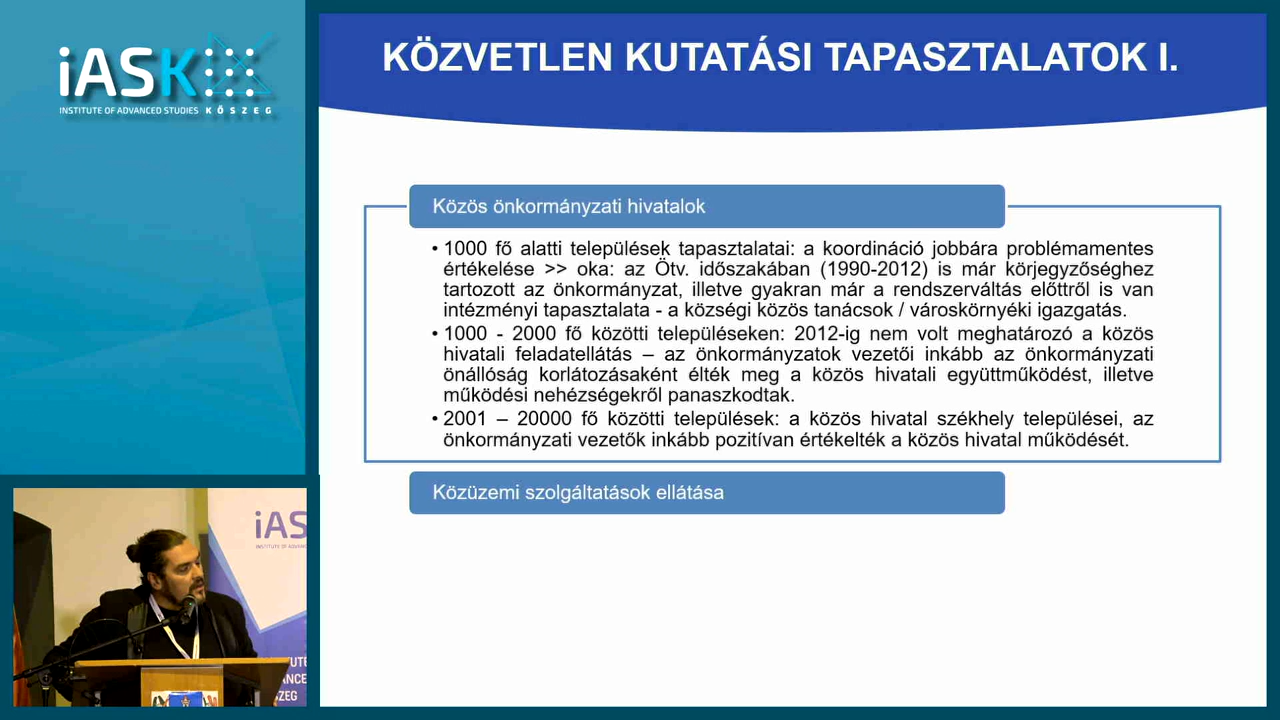 iASK
INSTITUTE OF ADVANCED STUDIES KŐSZEG
KÖZVETLEN KUTATÁSI TAPASZTALATOK I.
Közös önkormányzati hivatalok
• 1000 fő alatti települések tapasztalatai: a koordináció jobbára problémamentes
értékelése >> oka: az Ötv. időszakában (1990-2012) is már körjegyzőséghez
tartozott az önkormányzat, illetve gyakran már a rendszerváltás előttről is van
intézményi tapasztalata - a községi közös tanácsok / városkörnyéki igazgatás.
• 1000 - 2000 fő közötti településeken: 2012-ig nem volt meghatározó a közös
hivatali feladatellátás – az önkormányzatok vezetői inkább az önkormányzati
önállóság korlátozásaként élték meg a közös hivatali együttműködést, illetve
működési nehézségekről panaszkodtak.
• 2001 – 20000 fő közötti települések: a közös hivatal székhely települései, az
önkormányzati vezetők inkább pozitívan értékelték a közös hivatal működését.
Közüzemi szolgáltatások ellátása
iAS
INSTITUTE OF ADVAN
UTE
ANCE
SZEG